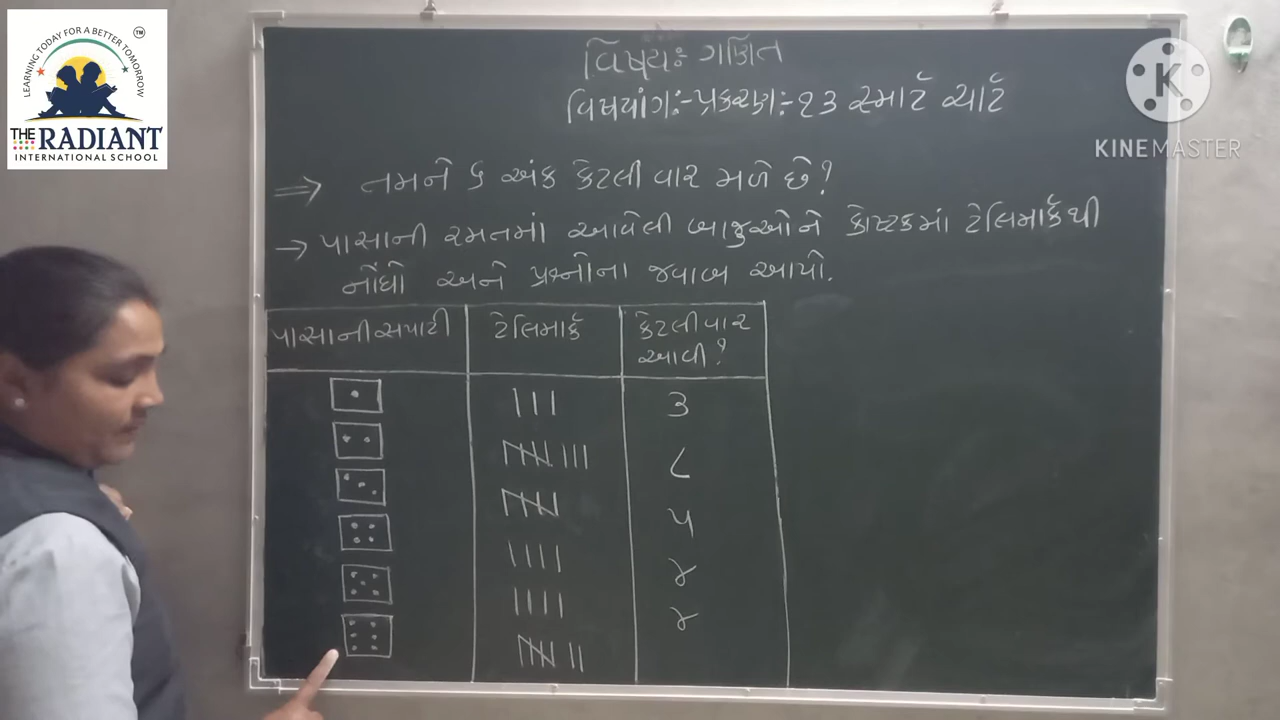 LEARNING TODAY FOR A BETTER TOMORROW
TM
THE RADIANT
INTERNATIONAL SCHOOL
K
KINEMASTER
વિષય:- ગણિત
વિષયાંગ:- પ્રકરણ:- ૧૩ સ્માર્ટ ચાર્ટ
⇒ તમને ૬ અંક કેટલી વાર મળે છે?
→ પાસાની રમતમાં આવેલી બાજુઓને કોષ્ટકમાં ટેલિમાર્કથી
નોંધો અને પ્રશ્નોના જવાબ આપો.
પાસાની સપાટી ટેલિમાર્ક કેટલી વાર
આવી?
૩
૮
૫
૪
૪